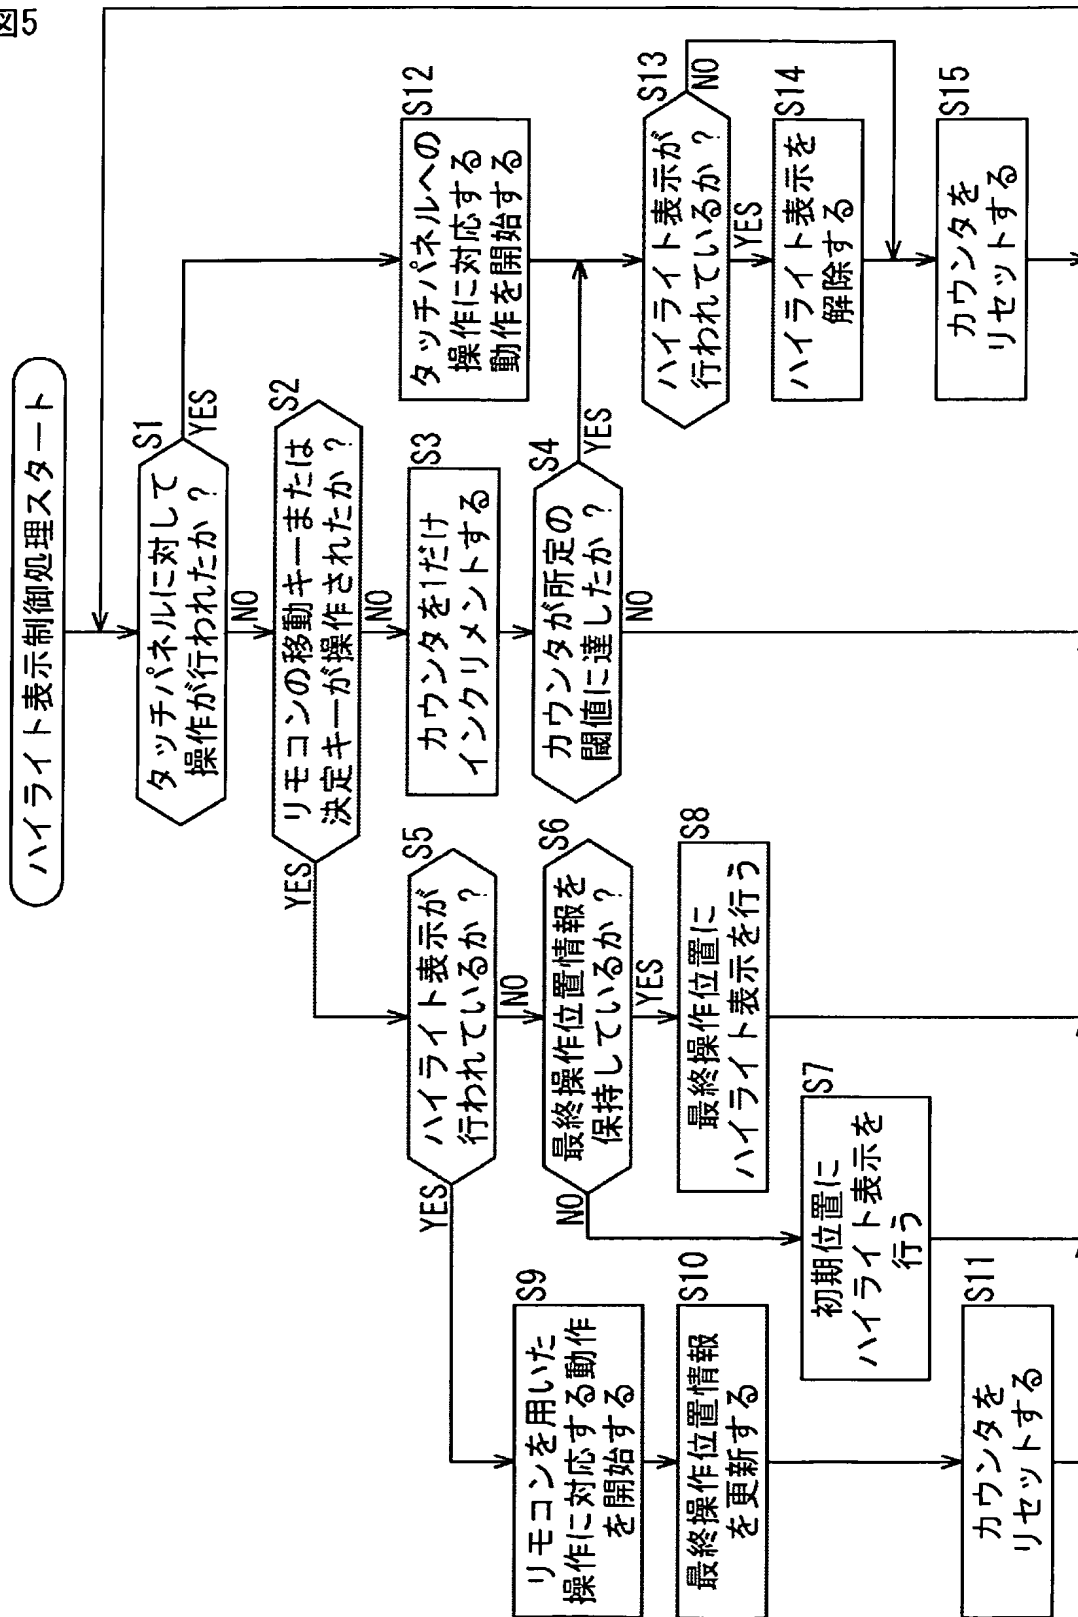 図5
ハイライト表示制御処理スタート
S1
タッチパネルに対して
操作が行われたか？
YES
NO
S2
リモコンの移動キーまたは
決定キーが操作されたか？
YES
NO
S3
カウンタを1だけ
インクリメントする
S4
カウンタが所定の
閾値に達したか？
YES
NO
S5
ハイライト表示が
行われているか？
YES
NO
S6
最終操作位置情報を
保持しているか？
NO
YES
S7
初期位置に
ハイライト表示を
行う
S8
最終操作位置に
ハイライト表示を行う
S9
リモコンを用いた
操作に対応する動作
を開始する
S10
最終操作位置情報
を更新する
S11
カウンタを
リセットする
S12
タッチパネルへの
操作に対応する
動作を開始する
S13
ハイライト表示が
行われているか？
NO
YES
S14
ハイライト表示を
解除する
S15
カウンタを
リセットする